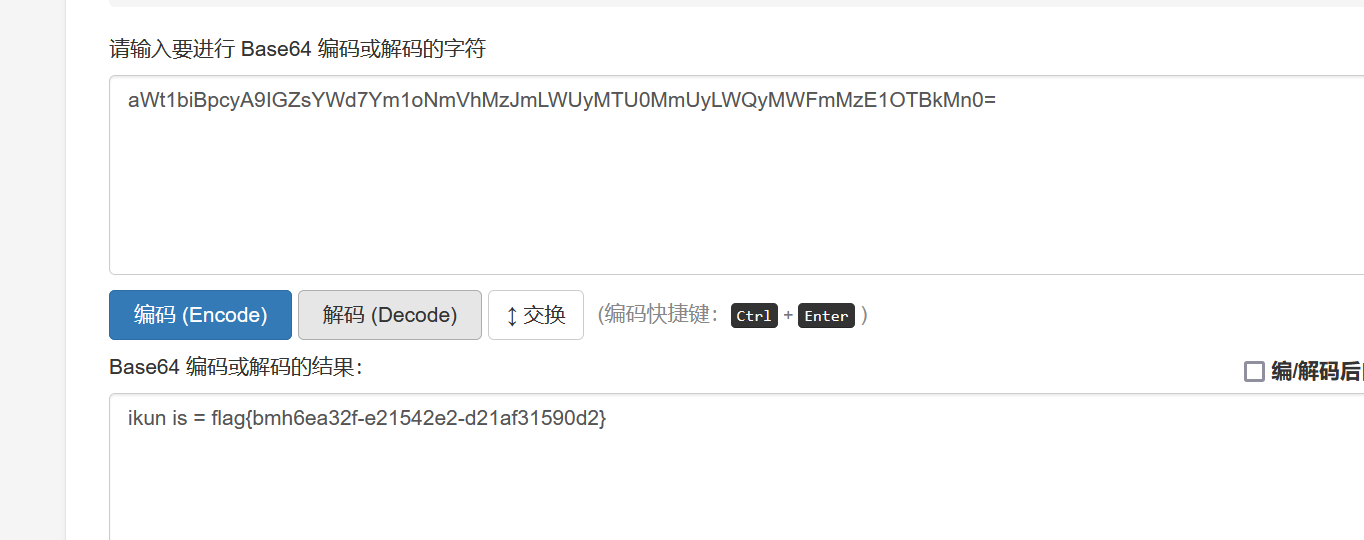 请输入要进行 Base64 编码或解码的字符
aWt1biBpcyA9IGZsYWd7Ym1oNmVhMzJmLWUyMTU0MmUyLWQyMWFmMzE1OTBkMn0=
编码 (Encode) 解码 (Decode) ↕ 交换 (编码快捷键： Ctrl + Enter )
Base64 编码或解码的结果：
编/解码后
ikun is = flag{bmh6ea32f-e21542e2-d21af31590d2}